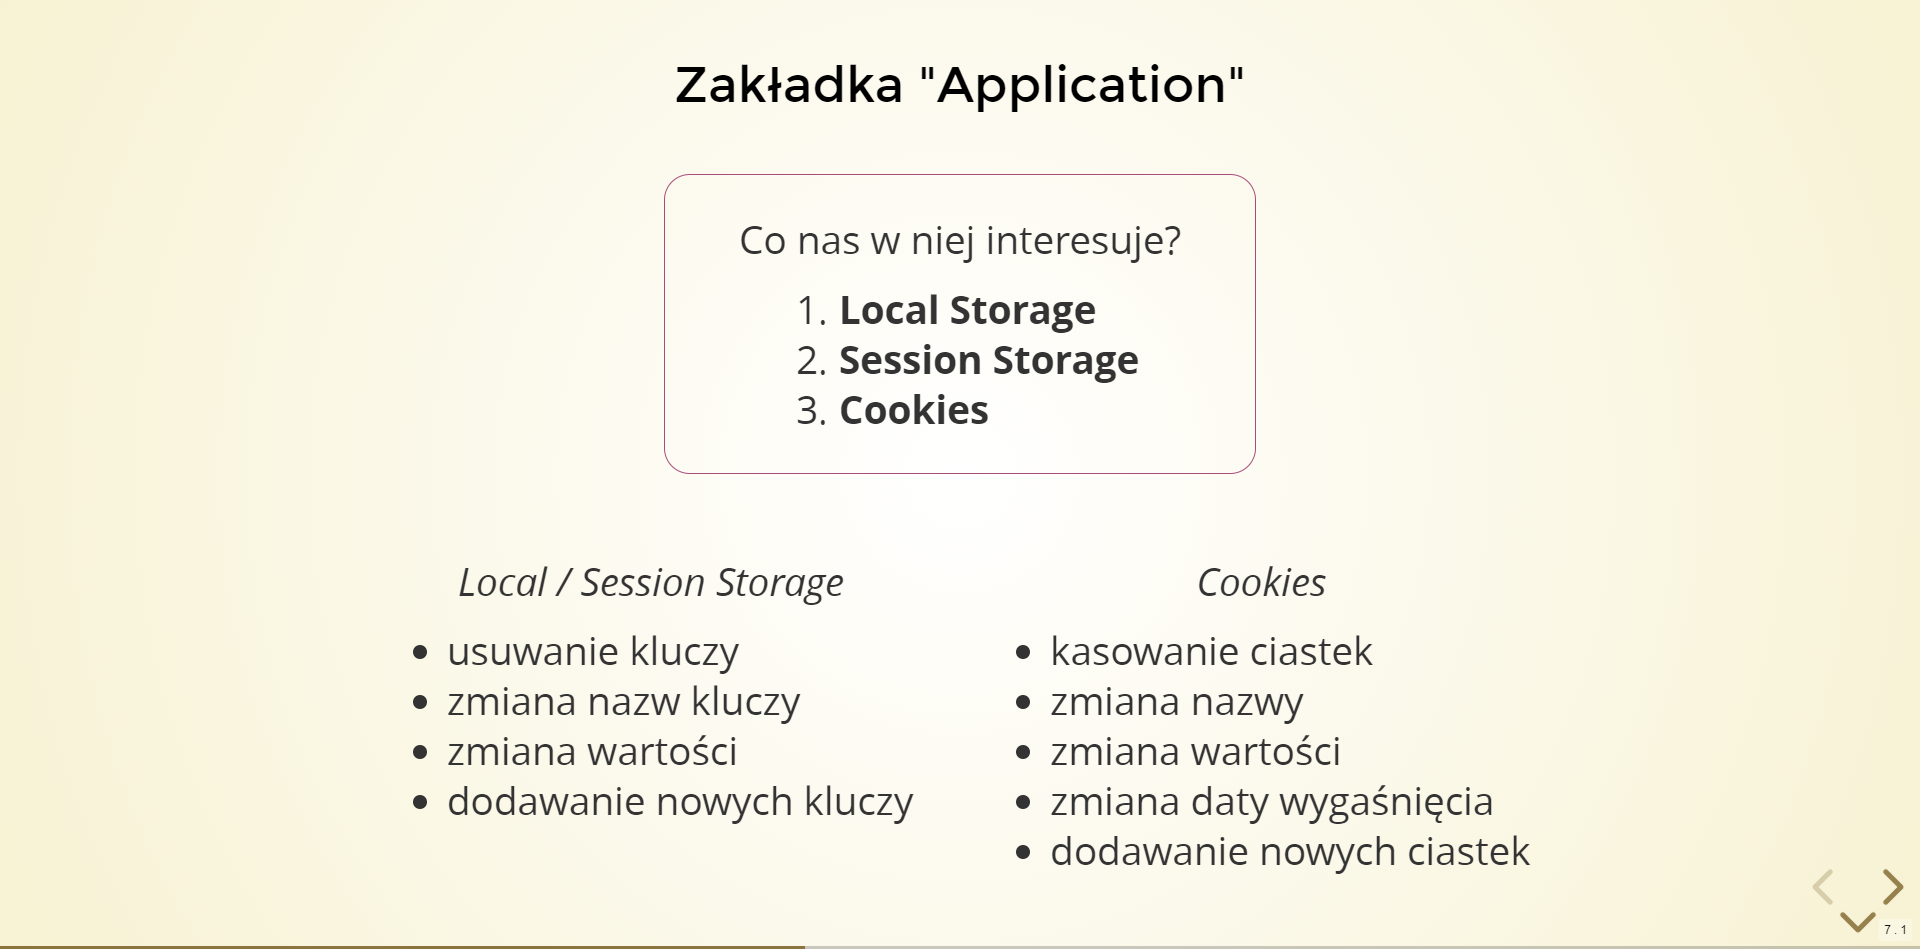 Zakładka "Application"
Co nas w niej interesuje?
1. Local Storage
2. Session Storage
3. Cookies
Local / Session Storage
• usuwanie kluczy
• zmiana nazw kluczy
• zmiana wartości
• dodawanie nowych kluczy
Cookies
• kasowanie ciastek
• zmiana nazwy
• zmiana wartości
• zmiana daty wygaśnięcia
• dodawanie nowych ciastek
7.1